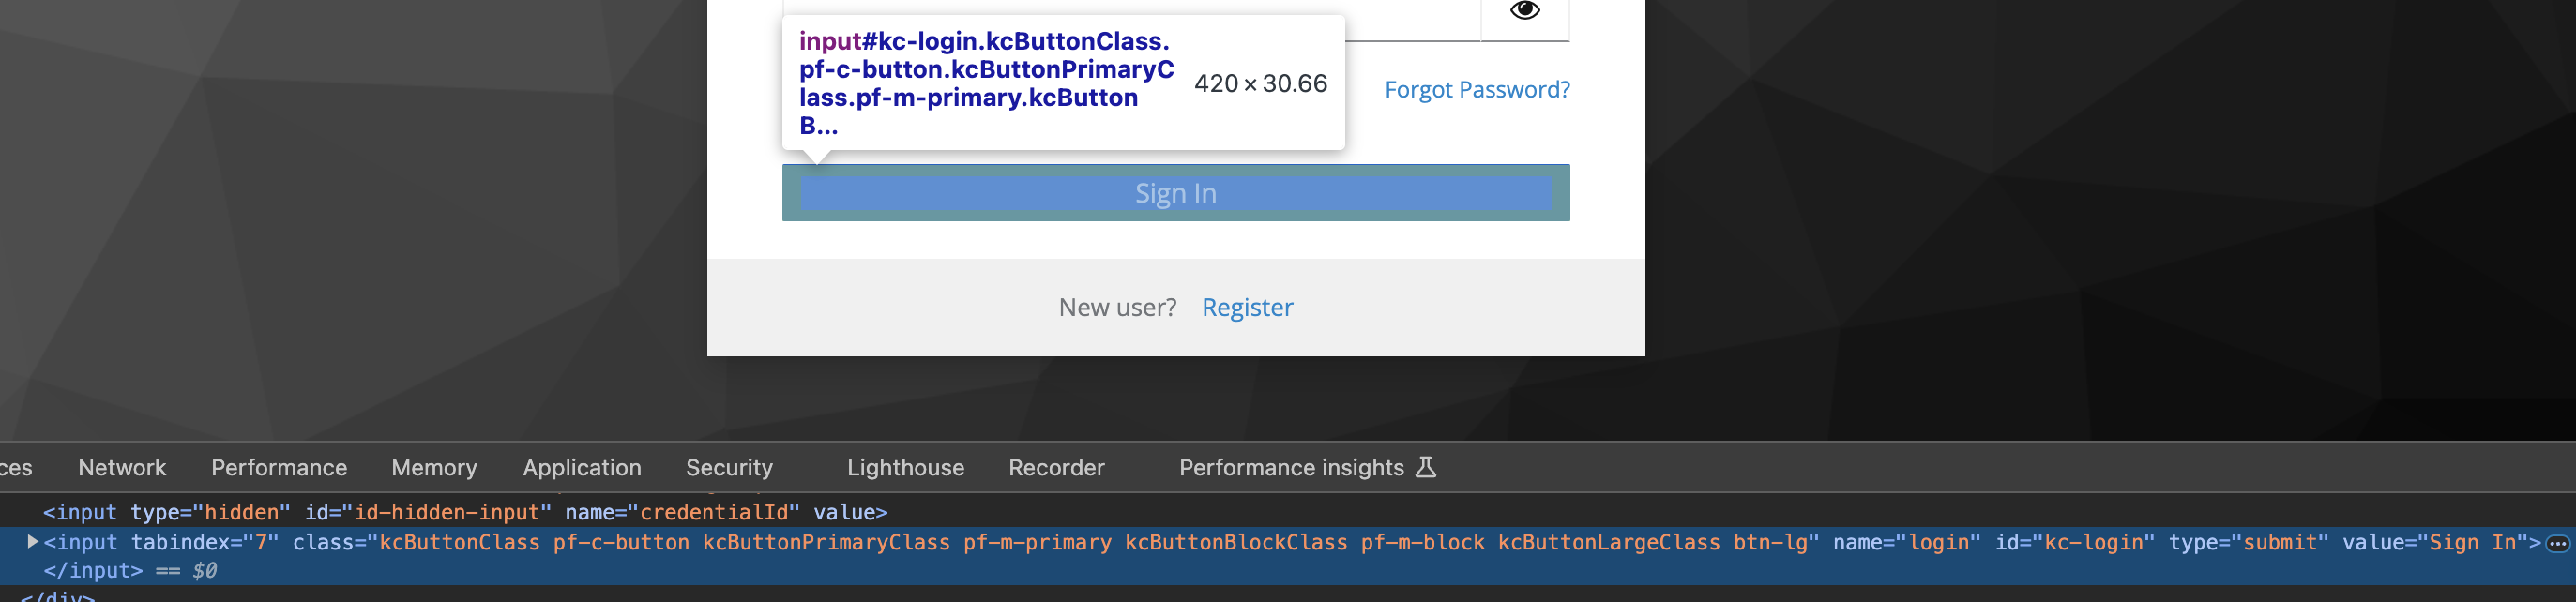 input#kc-login.kcButtonClass.
pf-c-button.kcButtonPrimaryC
lass.pf-m-primary.kcButton
B...
420 × 30.66
Forgot Password?
Sign In
New user? Register
ces Network Performance Memory Application Security Lighthouse Recorder Performance insights
<input type="hidden" id="id-hidden-input" name="credentialId" value>
<input tabindex="7" class="kcButtonClass pf-c-button kcButtonPrimaryClass pf-m-primary kcButtonBlockClass pf-m-block kcButtonLargeClass btn-lg" name="login" id="kc-login" type="submit" value="Sign In">
</input> == $0
</div>